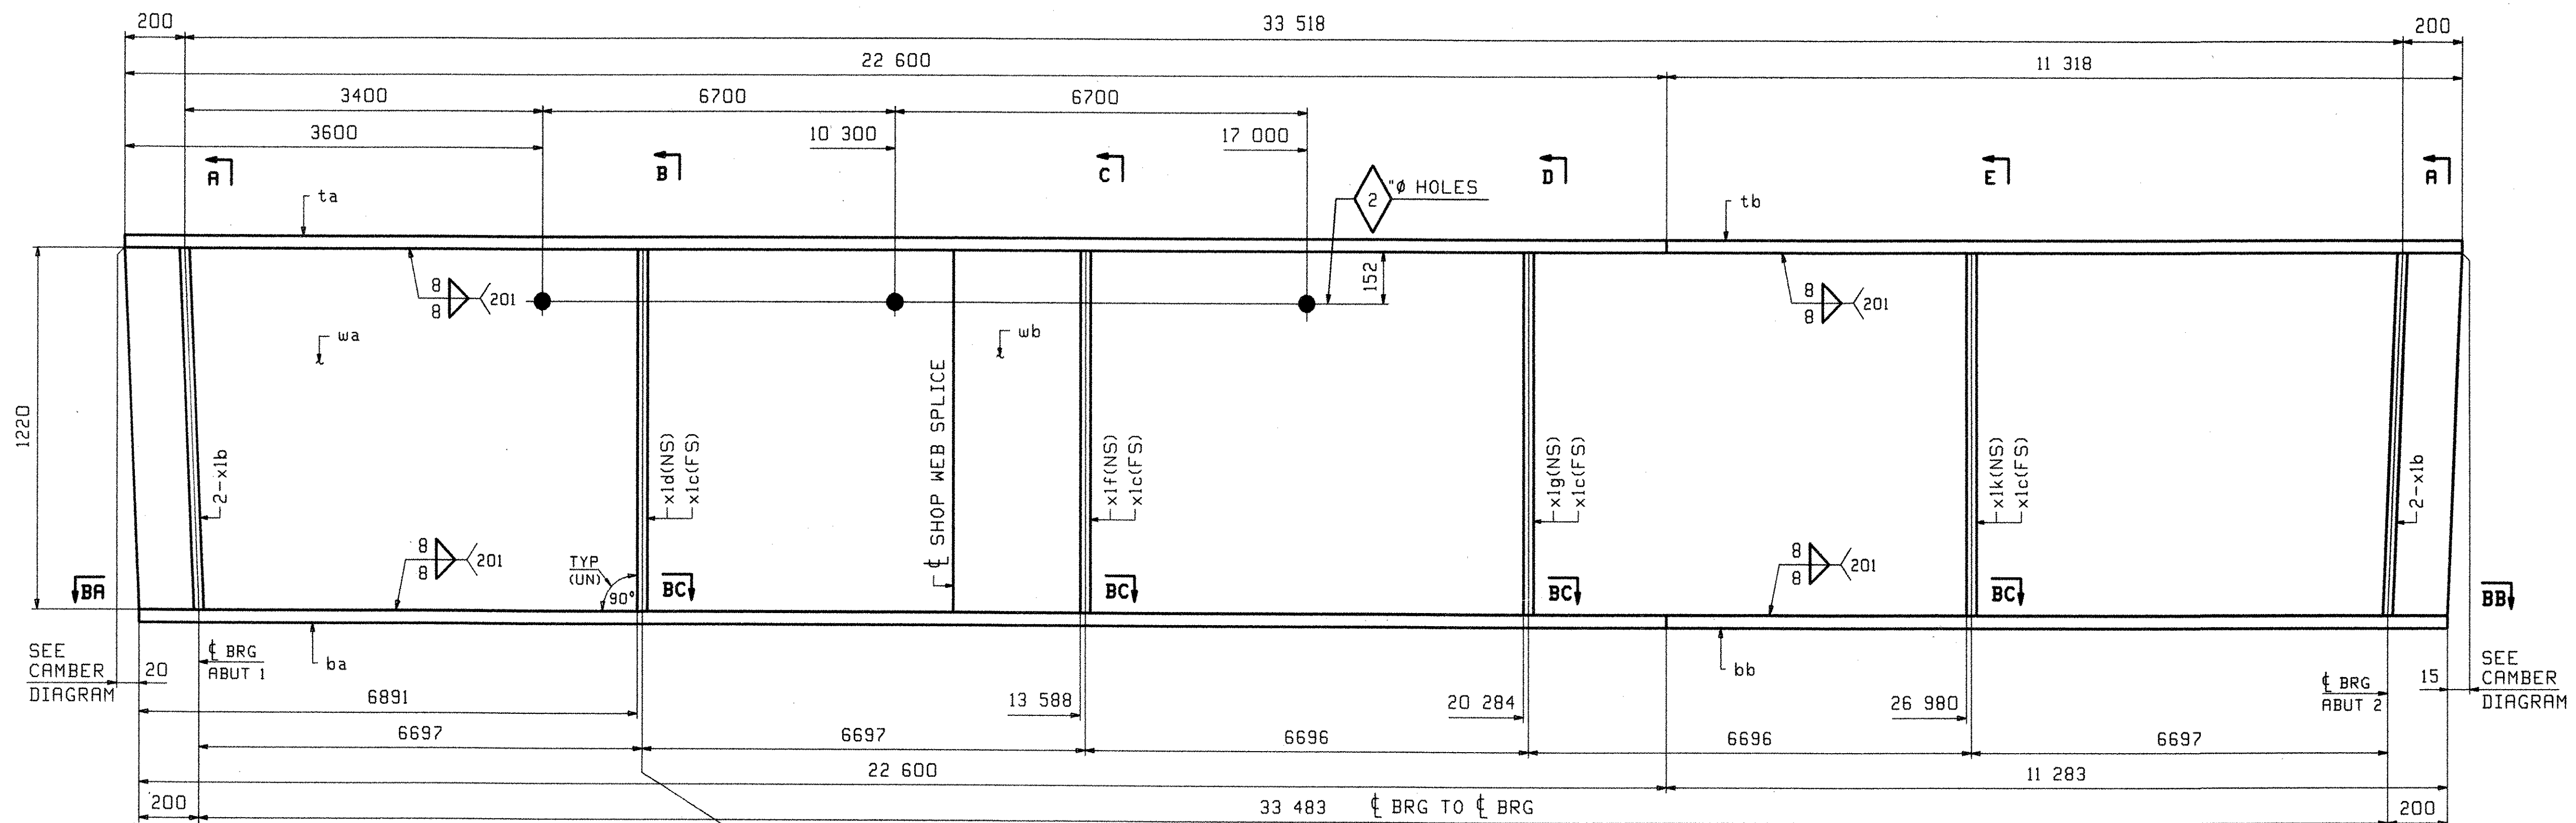 200
33 518
200
22 600
11 318
3400
6700
6700
3600
10 300
17 000
A
B
C
D
E
A
2
"Ø HOLES
ta
tb
152
8
8
201
8
8
201
wa
wb
1220
2-x1b
x1d(NS)
x1c(FS)
℄ SHOP WEB SPLICE
x1f(NS)
x1c(FS)
x1g(NS)
x1c(FS)
x1k(NS)
x1c(FS)
2-x1b
8
8
201
TYP
(UN)
90°
8
8
201
BA
BC
BC
BC
BC
BB
SEE
CAMBER
DIAGRAM
20
℄ BRG
ABUT 1
ba
bb
℄ BRG
ABUT 2
15
SEE
CAMBER
DIAGRAM
6891
13 588
20 284
26 980
6697
6697
6696
6696
6697
22 600
11 283
200
33 483 ℄ BRG TO ℄ BRG
200